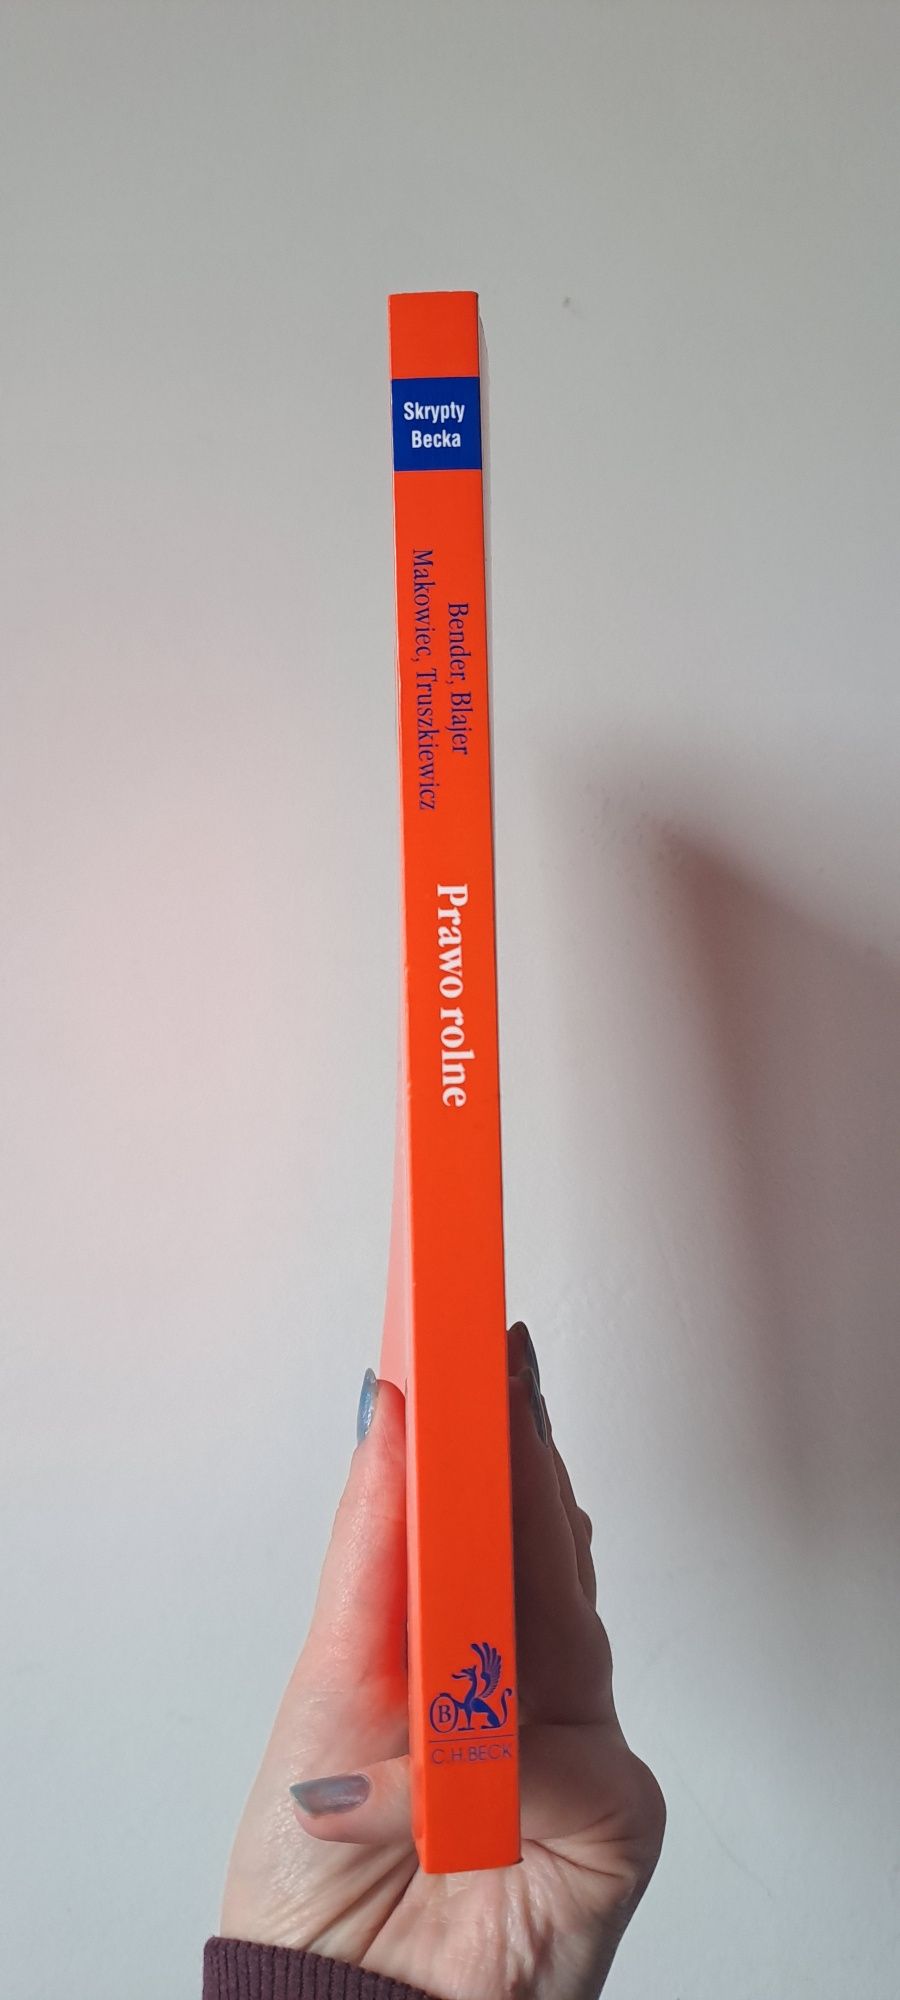 Skrypty
Becka
Bender, Blajer
Makowiec, Truszkiewicz
Prawo rolne
B
C.H.BECK